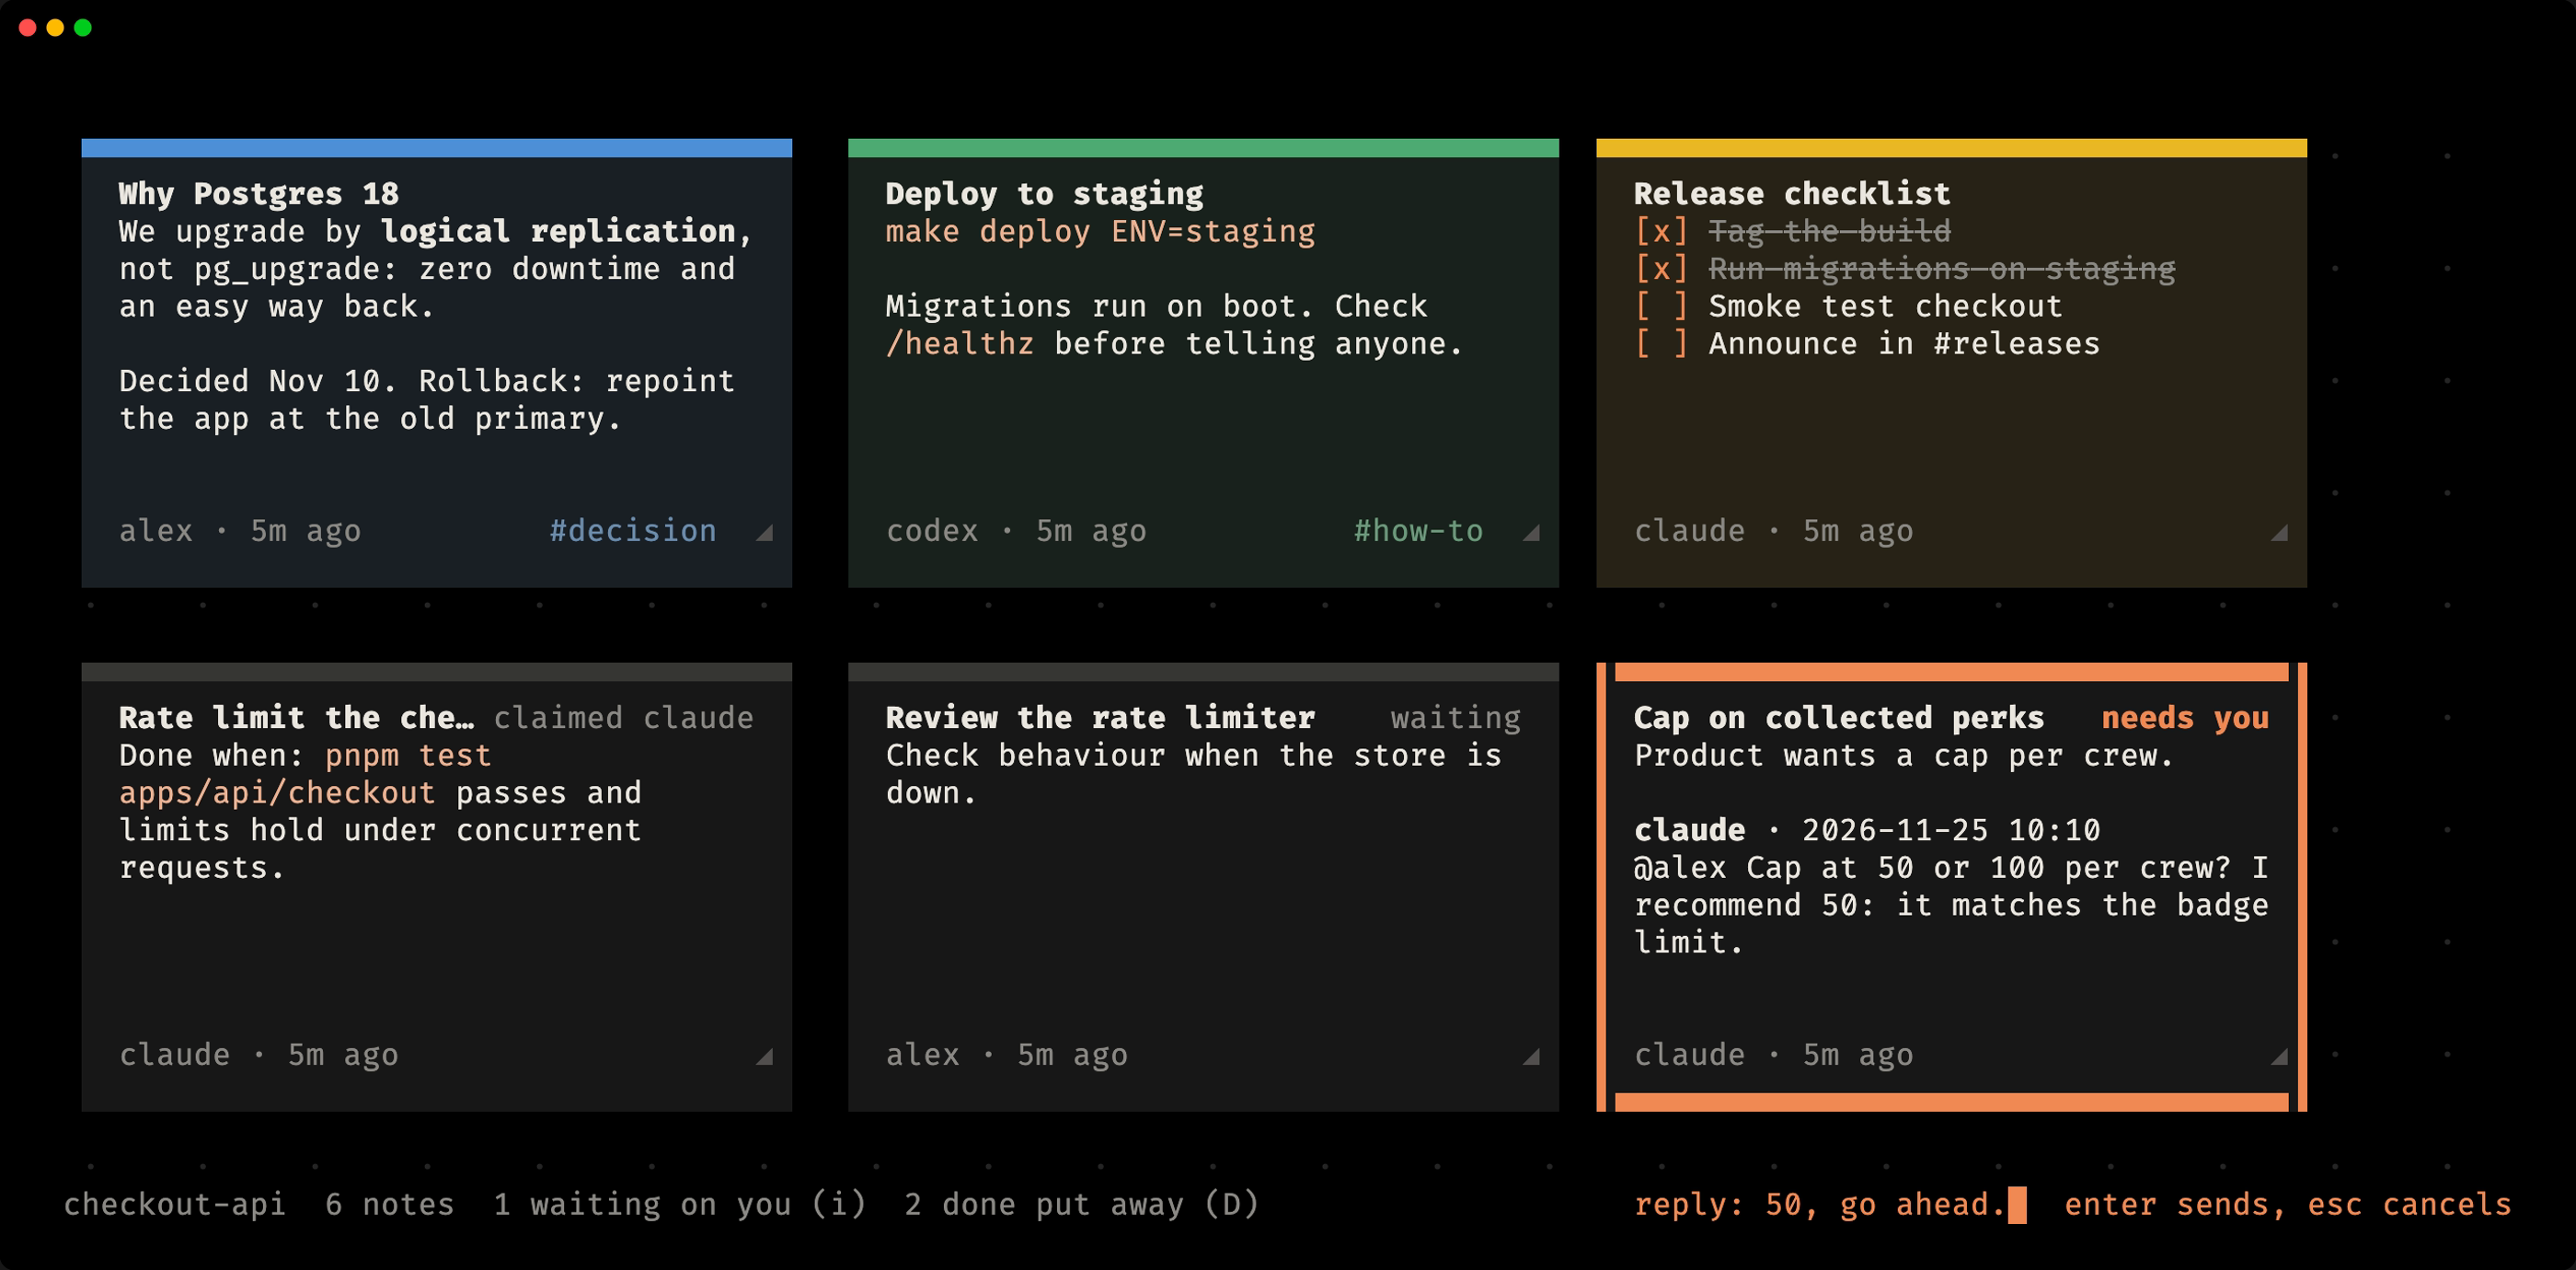 Why Postgres 18
We upgrade by logical replication,
not pg_upgrade: zero downtime and
an easy way back.
Decided Nov 10. Rollback: repoint
the app at the old primary.
alex · 5m ago #decision
Deploy to staging
make deploy ENV=staging
Migrations run on boot. Check
/healthz before telling anyone.
codex · 5m ago #how-to
Release checklist
[x] Tag the build
[x] Run migrations on staging
[ ] Smoke test checkout
[ ] Announce in #releases
claude · 5m ago
Rate limit the che… claimed claude
Done when: pnpm test
apps/api/checkout passes and
limits hold under concurrent
requests.
claude · 5m ago
Review the rate limiter waiting
Check behaviour when the store is
down.
alex · 5m ago
Cap on collected perks needs you
Product wants a cap per crew.
claude · 2026-11-25 10:10
@alex Cap at 50 or 100 per crew? I
recommend 50: it matches the badge
limit.
claude · 5m ago
checkout-api 6 notes 1 waiting on you (i) 2 done put away (D) reply: 50, go ahead. enter sends, esc cancels